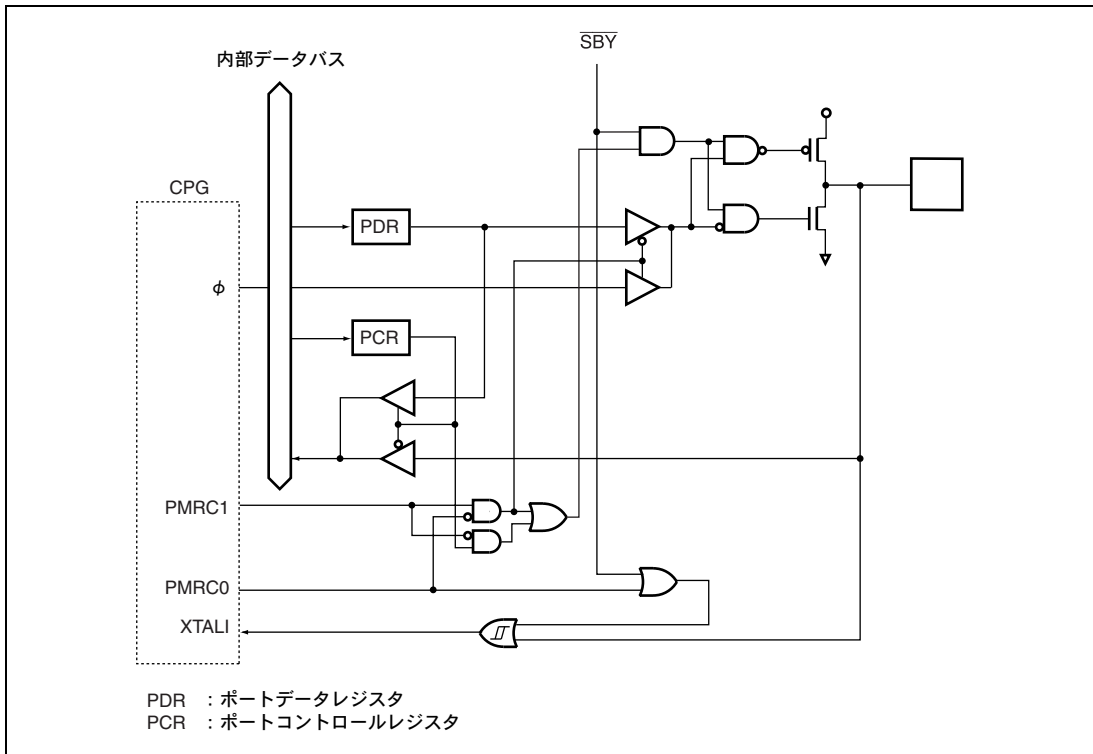 SBY
内部データバス
CPG
PDR
φ
PCR
PMRC1
PMRC0
XTALI
PDR : ポートデータレジスタ
PCR : ポートコントロールレジスタ